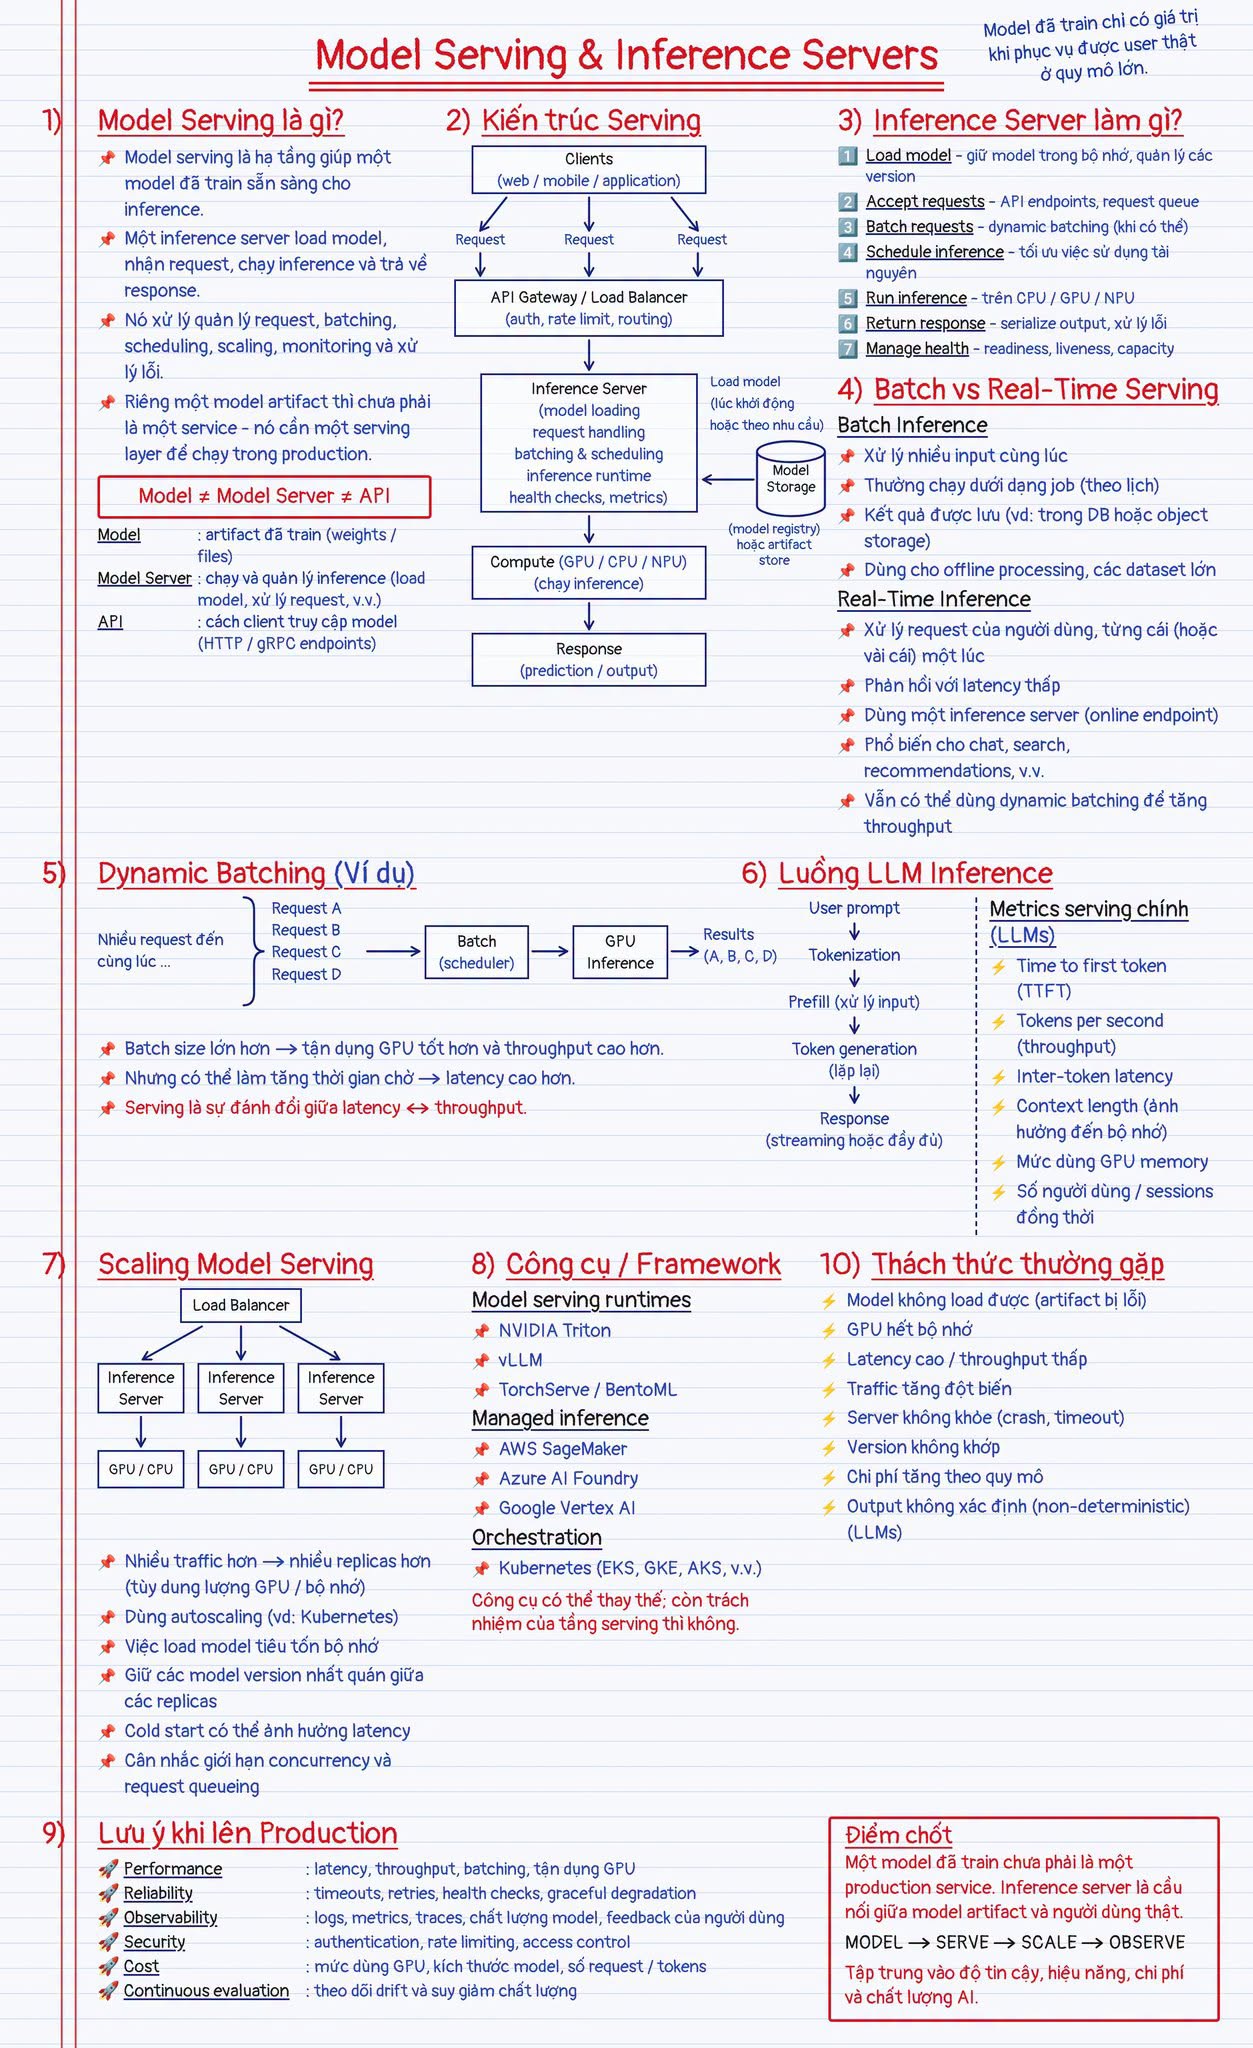 Model Serving & Inference Servers
Model đã train chỉ có giá trị
khi phục vụ được user thật
ở quy mô lớn.
1) Model Serving là gì?
📌 Model serving là hạ tầng giúp một
model đã train sẵn sàng cho
inference.
📌 Một inference server load model,
nhận request, chạy inference và trả về
response.
📌 Nó xử lý quản lý request, batching,
scheduling, scaling, monitoring và xử
lý lỗi.
📌 Riêng một model artifact thì chưa phải
là một service - nó cần một serving
layer để chạy trong production.
Model ≠ Model Server ≠ API
Model : artifact đã train (weights /
files)
Model Server : chạy và quản lý inference (load
model, xử lý request, v.v.)
API : cách client truy cập model
(HTTP / gRPC endpoints)
2) Kiến trúc Serving
Clients
(web / mobile / application)
Request Request Request
API Gateway / Load Balancer
(auth, rate limit, routing)
Inference Server
(model loading
request handling
batching & scheduling
inference runtime
health checks, metrics)
Load model
(lúc khởi động
hoặc theo nhu cầu)
Model
Storage
(model registry)
hoặc artifact
store
Compute (GPU / CPU / NPU)
(chạy inference)
Response
(prediction / output)
3) Inference Server làm gì?
1 Load model - giữ model trong bộ nhớ, quản lý các
version
2 Accept requests - API endpoints, request queue
3 Batch requests - dynamic batching (khi có thể)
4 Schedule inference - tối ưu việc sử dụng tài
nguyên
5 Run inference - trên CPU / GPU / NPU
6 Return response - serialize output, xử lý lỗi
7 Manage health - readiness, liveness, capacity
4) Batch vs Real-Time Serving
Batch Inference
📌 Xử lý nhiều input cùng lúc
📌 Thường chạy dưới dạng job (theo lịch)
📌 Kết quả được lưu (vd: trong DB hoặc object
storage)
📌 Dùng cho offline processing, các dataset lớn
Real-Time Inference
📌 Xử lý request của người dùng, từng cái (hoặc
vài cái) một lúc
📌 Phản hồi với latency thấp
📌 Dùng một inference server (online endpoint)
📌 Phổ biến cho chat, search,
recommendations, v.v.
📌 Vẫn có thể dùng dynamic batching để tăng
throughput
5) Dynamic Batching (Ví dụ)
Nhiều request đến
cùng lúc ...
Request A
Request B
Request C
Request D
Batch
(scheduler)
GPU
Inference
Results
(A, B, C, D)
📌 Batch size lớn hơn → tận dụng GPU tốt hơn và throughput cao hơn.
📌 Nhưng có thể làm tăng thời gian chờ → latency cao hơn.
📌 Serving là sự đánh đổi giữa latency ↔ throughput.
6) Luồng LLM Inference
User prompt
Tokenization
Prefill (xử lý input)
Token generation
(lặp lại)
Response
(streaming hoặc đầy đủ)
Metrics serving chính
(LLMs)
⚡ Time to first token
(TTFT)
⚡ Tokens per second
(throughput)
⚡ Inter-token latency
⚡ Context length (ảnh
hưởng đến bộ nhớ)
⚡ Mức dùng GPU memory
⚡ Số người dùng / sessions
đồng thời
7) Scaling Model Serving
Load Balancer
Inference Server Inference Server Inference Server
GPU / CPU GPU / CPU GPU / CPU
📌 Nhiều traffic hơn → nhiều replicas hơn
(tùy dung lượng GPU / bộ nhớ)
📌 Dùng autoscaling (vd: Kubernetes)
📌 Việc load model tiêu tốn bộ nhớ
📌 Giữ các model version nhất quán giữa
các replicas
📌 Cold start có thể ảnh hưởng latency
📌 Cân nhắc giới hạn concurrency và
request queueing
8) Công cụ / Framework
Model serving runtimes
📌 NVIDIA Triton
📌 vLLM
📌 TorchServe / BentoML
Managed inference
📌 AWS SageMaker
📌 Azure AI Foundry
📌 Google Vertex AI
Orchestration
📌 Kubernetes (EKS, GKE, AKS, v.v.)
Công cụ có thể thay thế; còn trách
nhiệm của tầng serving thì không.
10) Thách thức thường gặp
⚡ Model không load được (artifact bị lỗi)
⚡ GPU hết bộ nhớ
⚡ Latency cao / throughput thấp
⚡ Traffic tăng đột biến
⚡ Server không khỏe (crash, timeout)
⚡ Version không khớp
⚡ Chi phí tăng theo quy mô
⚡ Output không xác định (non-deterministic)
(LLMs)
9) Lưu ý khi lên Production
🚀 Performance : latency, throughput, batching, tận dụng GPU
🚀 Reliability : timeouts, retries, health checks, graceful degradation
🚀 Observability : logs, metrics, traces, chất lượng model, feedback của người dùng
🚀 Security : authentication, rate limiting, access control
🚀 Cost : mức dùng GPU, kích thước model, số request / tokens
🚀 Continuous evaluation : theo dõi drift và suy giảm chất lượng
Điểm chốt
Một model đã train chưa phải là một
production service. Inference server là cầu
nối giữa model artifact và người dùng thật.
MODEL → SERVE → SCALE → OBSERVE
Tập trung vào độ tin cậy, hiệu năng, chi phí
và chất lượng AI.